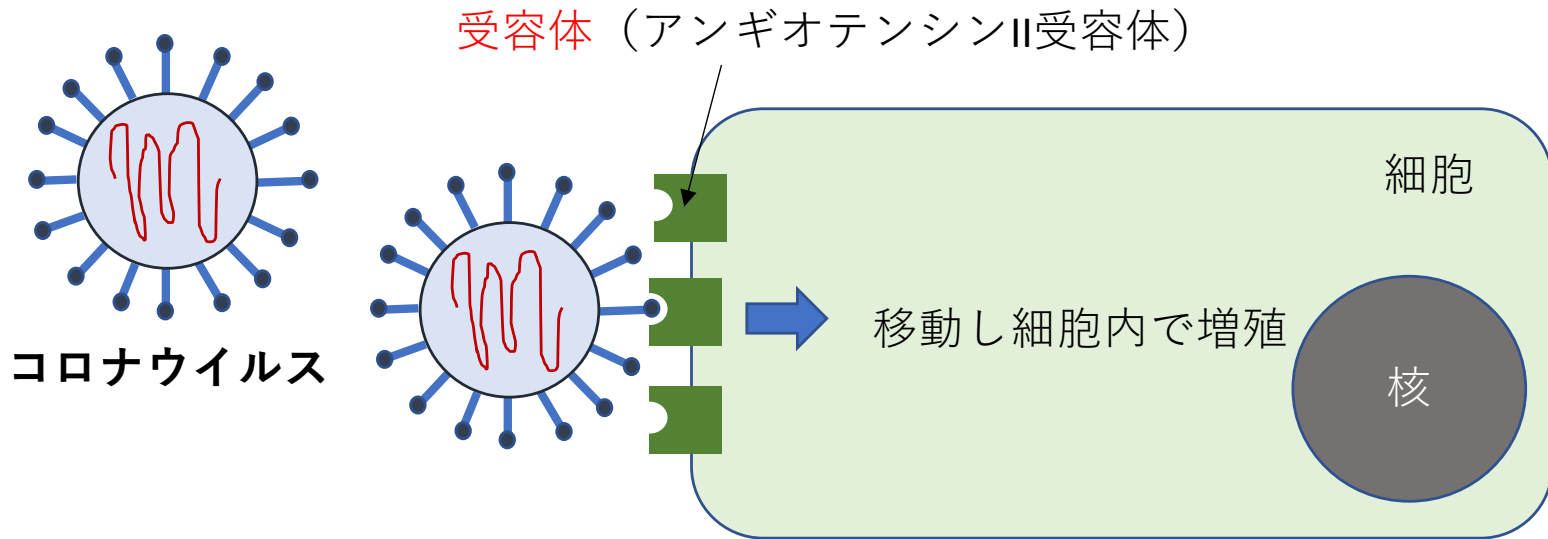 受容体（アンギオテンシンII受容体）
細胞
移動し細胞内で増殖
コロナウイルス
核